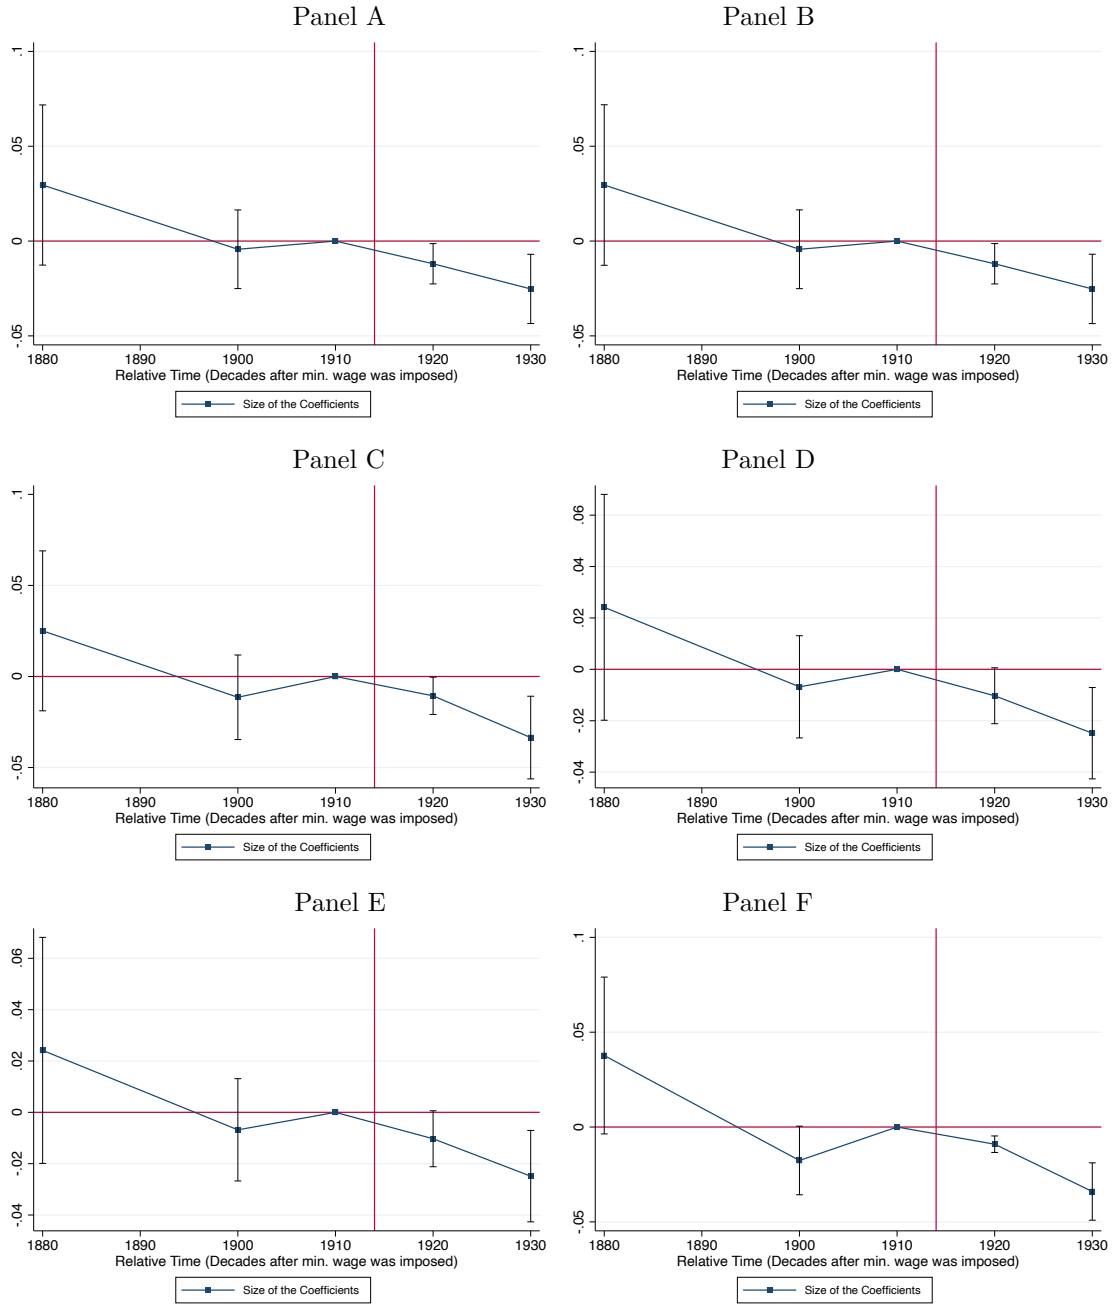 Panel A
.1
.05
0
-.05
1880 1890 1900 1910 1920 1930
Relative Time (Decades after min. wage was imposed)
Size of the Coefficients
Panel B
.1
.05
0
-.05
1880 1890 1900 1910 1920 1930
Relative Time (Decades after min. wage was imposed)
Size of the Coefficients
Panel C
.1
.05
0
-.05
1880 1890 1900 1910 1920 1930
Relative Time (Decades after min. wage was imposed)
Size of the Coefficients
Panel D
.06
.04
.02
0
-.02
-.04
1880 1890 1900 1910 1920 1930
Relative Time (Decades after min. wage was imposed)
Size of the Coefficients
Panel E
.06
.04
.02
0
-.02
-.04
1880 1890 1900 1910 1920 1930
Relative Time (Decades after min. wage was imposed)
Size of the Coefficients
Panel F
.1
.05
0
-.05
1880 1890 1900 1910 1920 1930
Relative Time (Decades after min. wage was imposed)
Size of the Coefficients